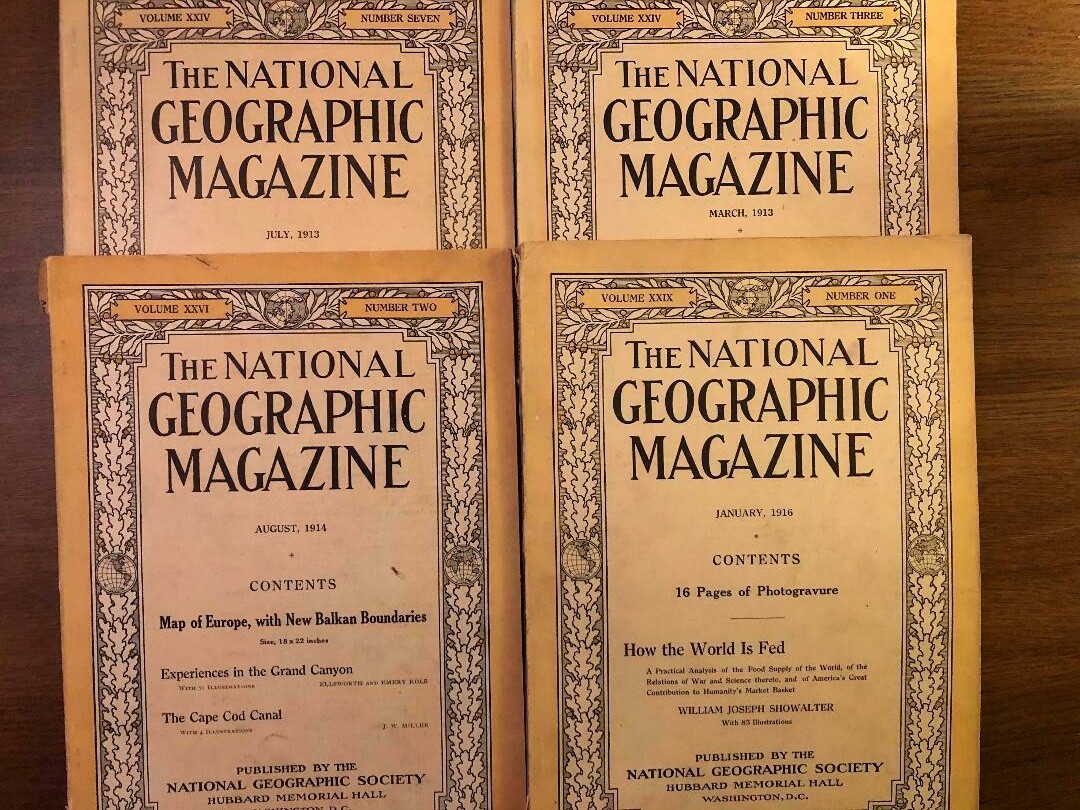 VOLUME XXIV NUMBER SEVEN
THE NATIONAL
GEOGRAPHIC
MAGAZINE
JULY, 1913
VOLUME XXIV NUMBER THREE
THE NATIONAL
GEOGRAPHIC
MAGAZINE
MARCH, 1913
VOLUME XXVI NUMBER TWO
THE NATIONAL
GEOGRAPHIC
MAGAZINE
AUGUST, 1914
CONTENTS
Map of Europe, with New Balkan Boundaries
Size, 18 x 22 inches
Experiences in the Grand Canyon
WITH ILLUSTRATIONS ELLSWORTH AND EMERY KOLB
The Cape Cod Canal
WITH 4 ILLUSTRATIONS J. W. MILLER
PUBLISHED BY THE
NATIONAL GEOGRAPHIC SOCIETY
HUBBARD MEMORIAL HALL
WASHINGTON, D.C.
VOLUME XXIX NUMBER ONE
THE NATIONAL
GEOGRAPHIC
MAGAZINE
JANUARY, 1916
CONTENTS
16 Pages of Photogravure
How the World Is Fed
A Practical Analysis of the Food Supply of the World, of the
Relations of War and Science thereto, and of America's Great
Contribution to Humanity's Market Basket
WILLIAM JOSEPH SHOWALTER
With 85 Illustrations
PUBLISHED BY THE
NATIONAL GEOGRAPHIC SOCIETY
HUBBARD MEMORIAL HALL
WASHINGTON, D.C.